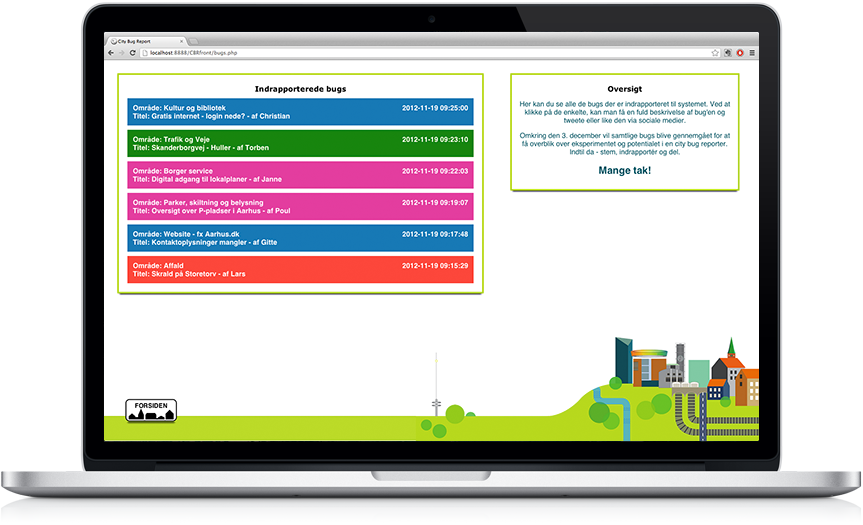 City Bug Report
localhost:8888/CBRfront/bugs.php
Indrapporterede bugs
Område: Kultur og bibliotek 2012-11-19 09:25:00
Titel: Gratis internet - login nede? - af Christian
Område: Trafik og Veje 2012-11-19 09:23:10
Titel: Skanderborgvej - Huller - af Torben
Område: Borger service 2012-11-19 09:22:03
Titel: Digital adgang til lokalplaner - af Janne
Område: Parker, skiltning og belysning 2012-11-19 09:19:07
Titel: Oversigt over P-pladser i Aarhus - af Poul
Område: Website - fx Aarhus.dk 2012-11-19 09:17:48
Titel: Kontaktoplysninger mangler - af Gitte
Område: Affald 2012-11-19 09:15:29
Titel: Skrald på Storetorv - af Lars
Oversigt
Her kan du se alle de bugs der er indrapporteret til systemet. Ved at
klikke på de enkelte, kan man få en fuld beskrivelse af bug'en og
tweete eller like den via sociale medier.
Omkring den 3. december vil samtlige bugs blive gennemgået for at
få overblik over eksperimentet og potentialet i en city bug reporter.
Indtil da - stem, indrapportér og del.
Mange tak!
FORSIDEN